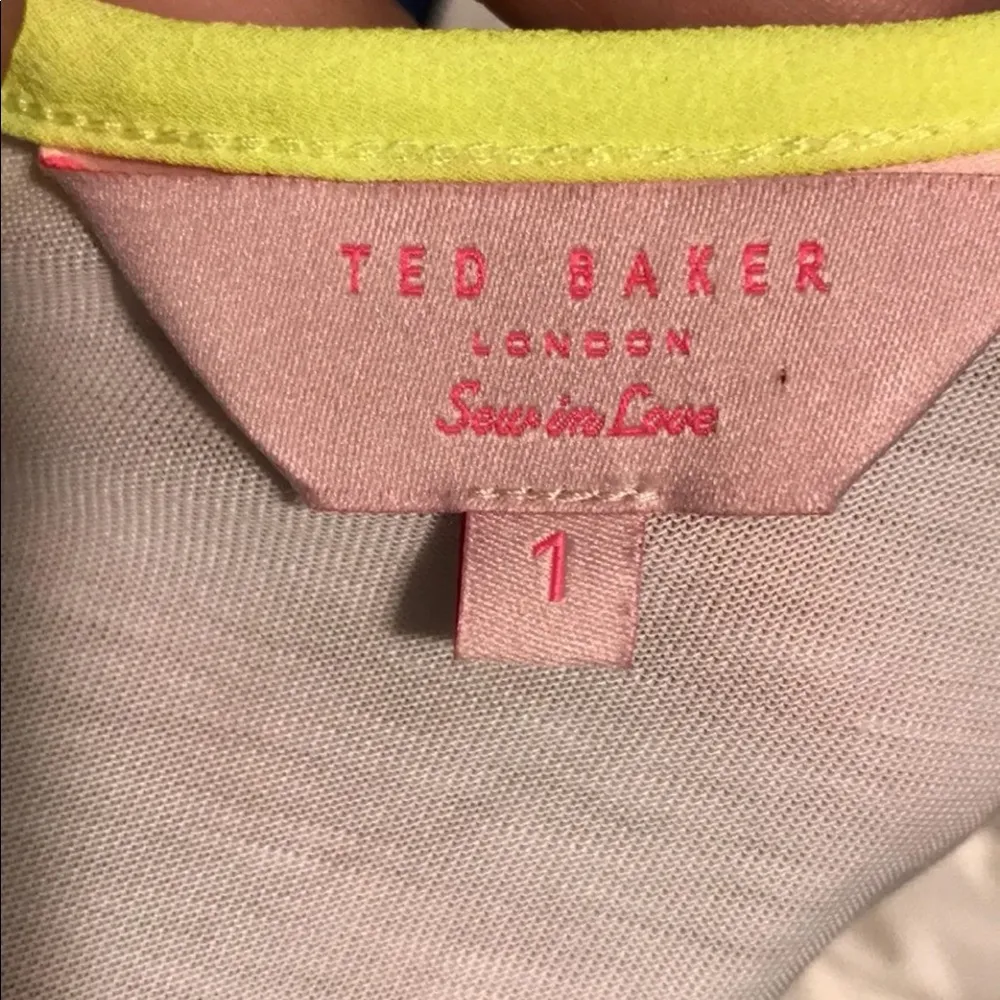 TED BAKER
LONDON
Sew in Love
1